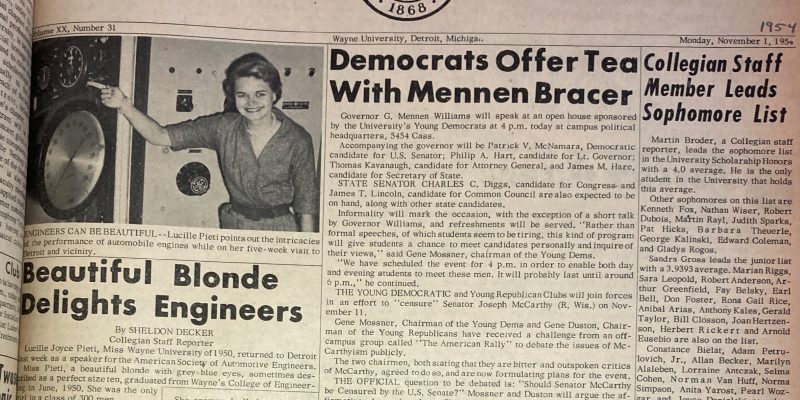 1868
1954
Volume XX, Number 31
Wayne University, Detroit, Michigan
Monday, November 1, 1954
ENGINEERS CAN BE BEAUTIFUL--Lucille Pieti points out the intricacies
of the performance of automobile engines while on her five-week visit to
Detroit and vicinity.
Beautiful Blonde
Delights Engineers
By SHELDON DECKER
Collegian Staff Reporter
Lucille Joyce Pieti, Miss Wayne University of 1950, returned to Detroit
last week as a speaker for the American Society of Automotive Engineers.
Miss Pieti, a beautiful blonde with grey-blue eyes, sometimes des-
cribed as a perfect size ten, graduated from Wayne's College of Engineer-
ing in June, 1950. She was the only
girl in a class of 300 men.
Democrats Offer Tea
With Mennen Bracer
Governor G. Mennen Williams will speak at an open house sponsored
by the University's Young Democrats at 4 p.m. today at campus political
headquarters, 5454 Cass.
Accompanying the governor will be Patrick V. McNamara, Democratic
candidate for U.S. Senator; Philip A. Hart, candidate for Lt. Governor;
Thomas Kavanaugh, candidate for Attorney General, and James M. Hare,
candidate for Secretary of State.
STATE SENATOR CHARLES C. Diggs, candidate for Congress and
James T. Lincoln, candidate for Common Council are also expected to be
on hand, along with other state candidates.
Informality will mark the occasion, with the exception of a short talk
by Governor Williams, and refreshments will be served. "Rather than
formal speeches, of which students seem to be tiring, this kind of program
will give students a chance to meet candidates personally and inquire of
their views," said Gene Mossner, chairman of the Young Dems.
"We have scheduled the event for 4 p.m. in order to enable both day
and evening students to meet these men. It will probably last until around
6 p.m.," he continued.
THE YOUNG DEMOCRATIC and Young Republican Clubs will join forces
in an effort to "censure" Senator Joseph McCarthy (R. Wis.) on Nov-
ember 11.
Gene Mossner, Chairman of the Young Dems and Gene Duston, Chair-
man of the Young Republicans have received a challenge from an off-
campus group called "The American Rally" to debate the issues of Mc-
Carthyism publicly.
The two chairmen, both stating that they are bitter and outspoken critics
of McCarthy, agreed to do so, and are now formulating plans for the event.
THE OFFICIAL question to be debated is: "Should Senator McCarthy
be Censured by the U.S. Senate?" Mossner and Duston will argue the af-
Collegian Staff
Member Leads
Sophomore List
Martin Broder, a Collegian staff
reporter, leads the sophomore list
in the University Scholarship Honors
with a 4.0 average. He is the only
student in the University that holds
this average.
Other sophomores on this list are
Kenneth Fox, Nathan Wiser, Robert
Dubois, Martin Rayl, Judith Sparks,
Pat Hicks, Barbara Theuerle,
George Kalinski, Edward Coleman,
and Gladys Rogos.
Sandra Gross leads the junior list
with a 3.9393 average. Marian Riggs,
Sara Leopold, Robert Anderson, Ar-
thur Greenfield, Fay Belsky, Earl
Bell, Don Foster, Rona Gail Rice,
Anibal Arias, Anthony Kales, Gerald
Taylor, Bill Closson, Joan Hertzen-
son, Herbert Rickert and Arnold
Eusebio are also on the list.
Constance Bielat, Adam Petru-
lovich, Jr., Allan Becker, Marilyn
Alsleben, Lorraine Antczak, Selma
Cohen, Norman Van Huff, Norma
Simpson, Anita Yarost, Pearl Woz-